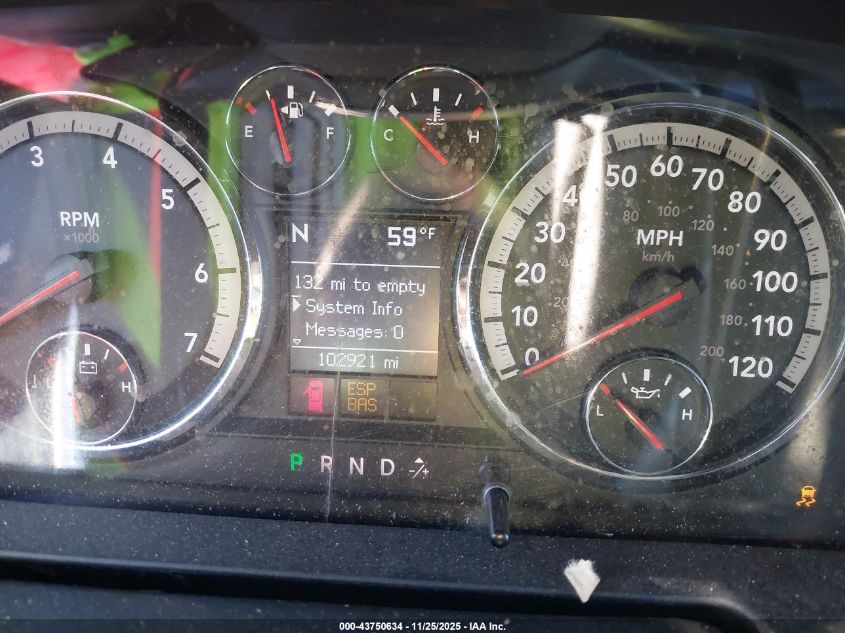 3 4 5 6 7
RPM
×1000
H
E F
C H
N 59°F
132 mi to empty
System Info
Messages: 0
102921 mi
ESP
BAS
P R N D -/+
0 10 20 30 40 50 60 70 80 90 100 110 120
MPH
km/h
80 100 120 140 160 180 200
L H
000-43750634 - 11/25/2025 - IAA Inc.